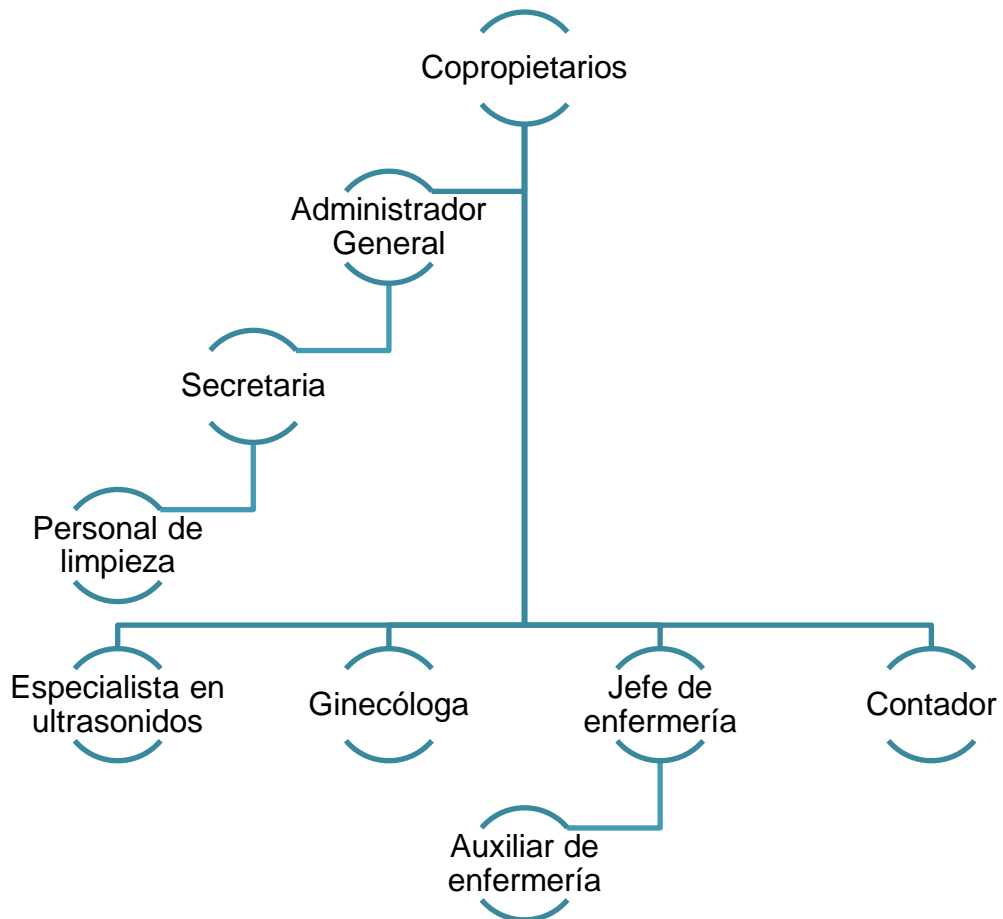 Copropietarios
Administrador
General
Secretaria
Personal de
limpieza
Especialista en
ultrasonidos
Ginecóloga
Jefe de
enfermería
Contador
Auxiliar de
enfermería